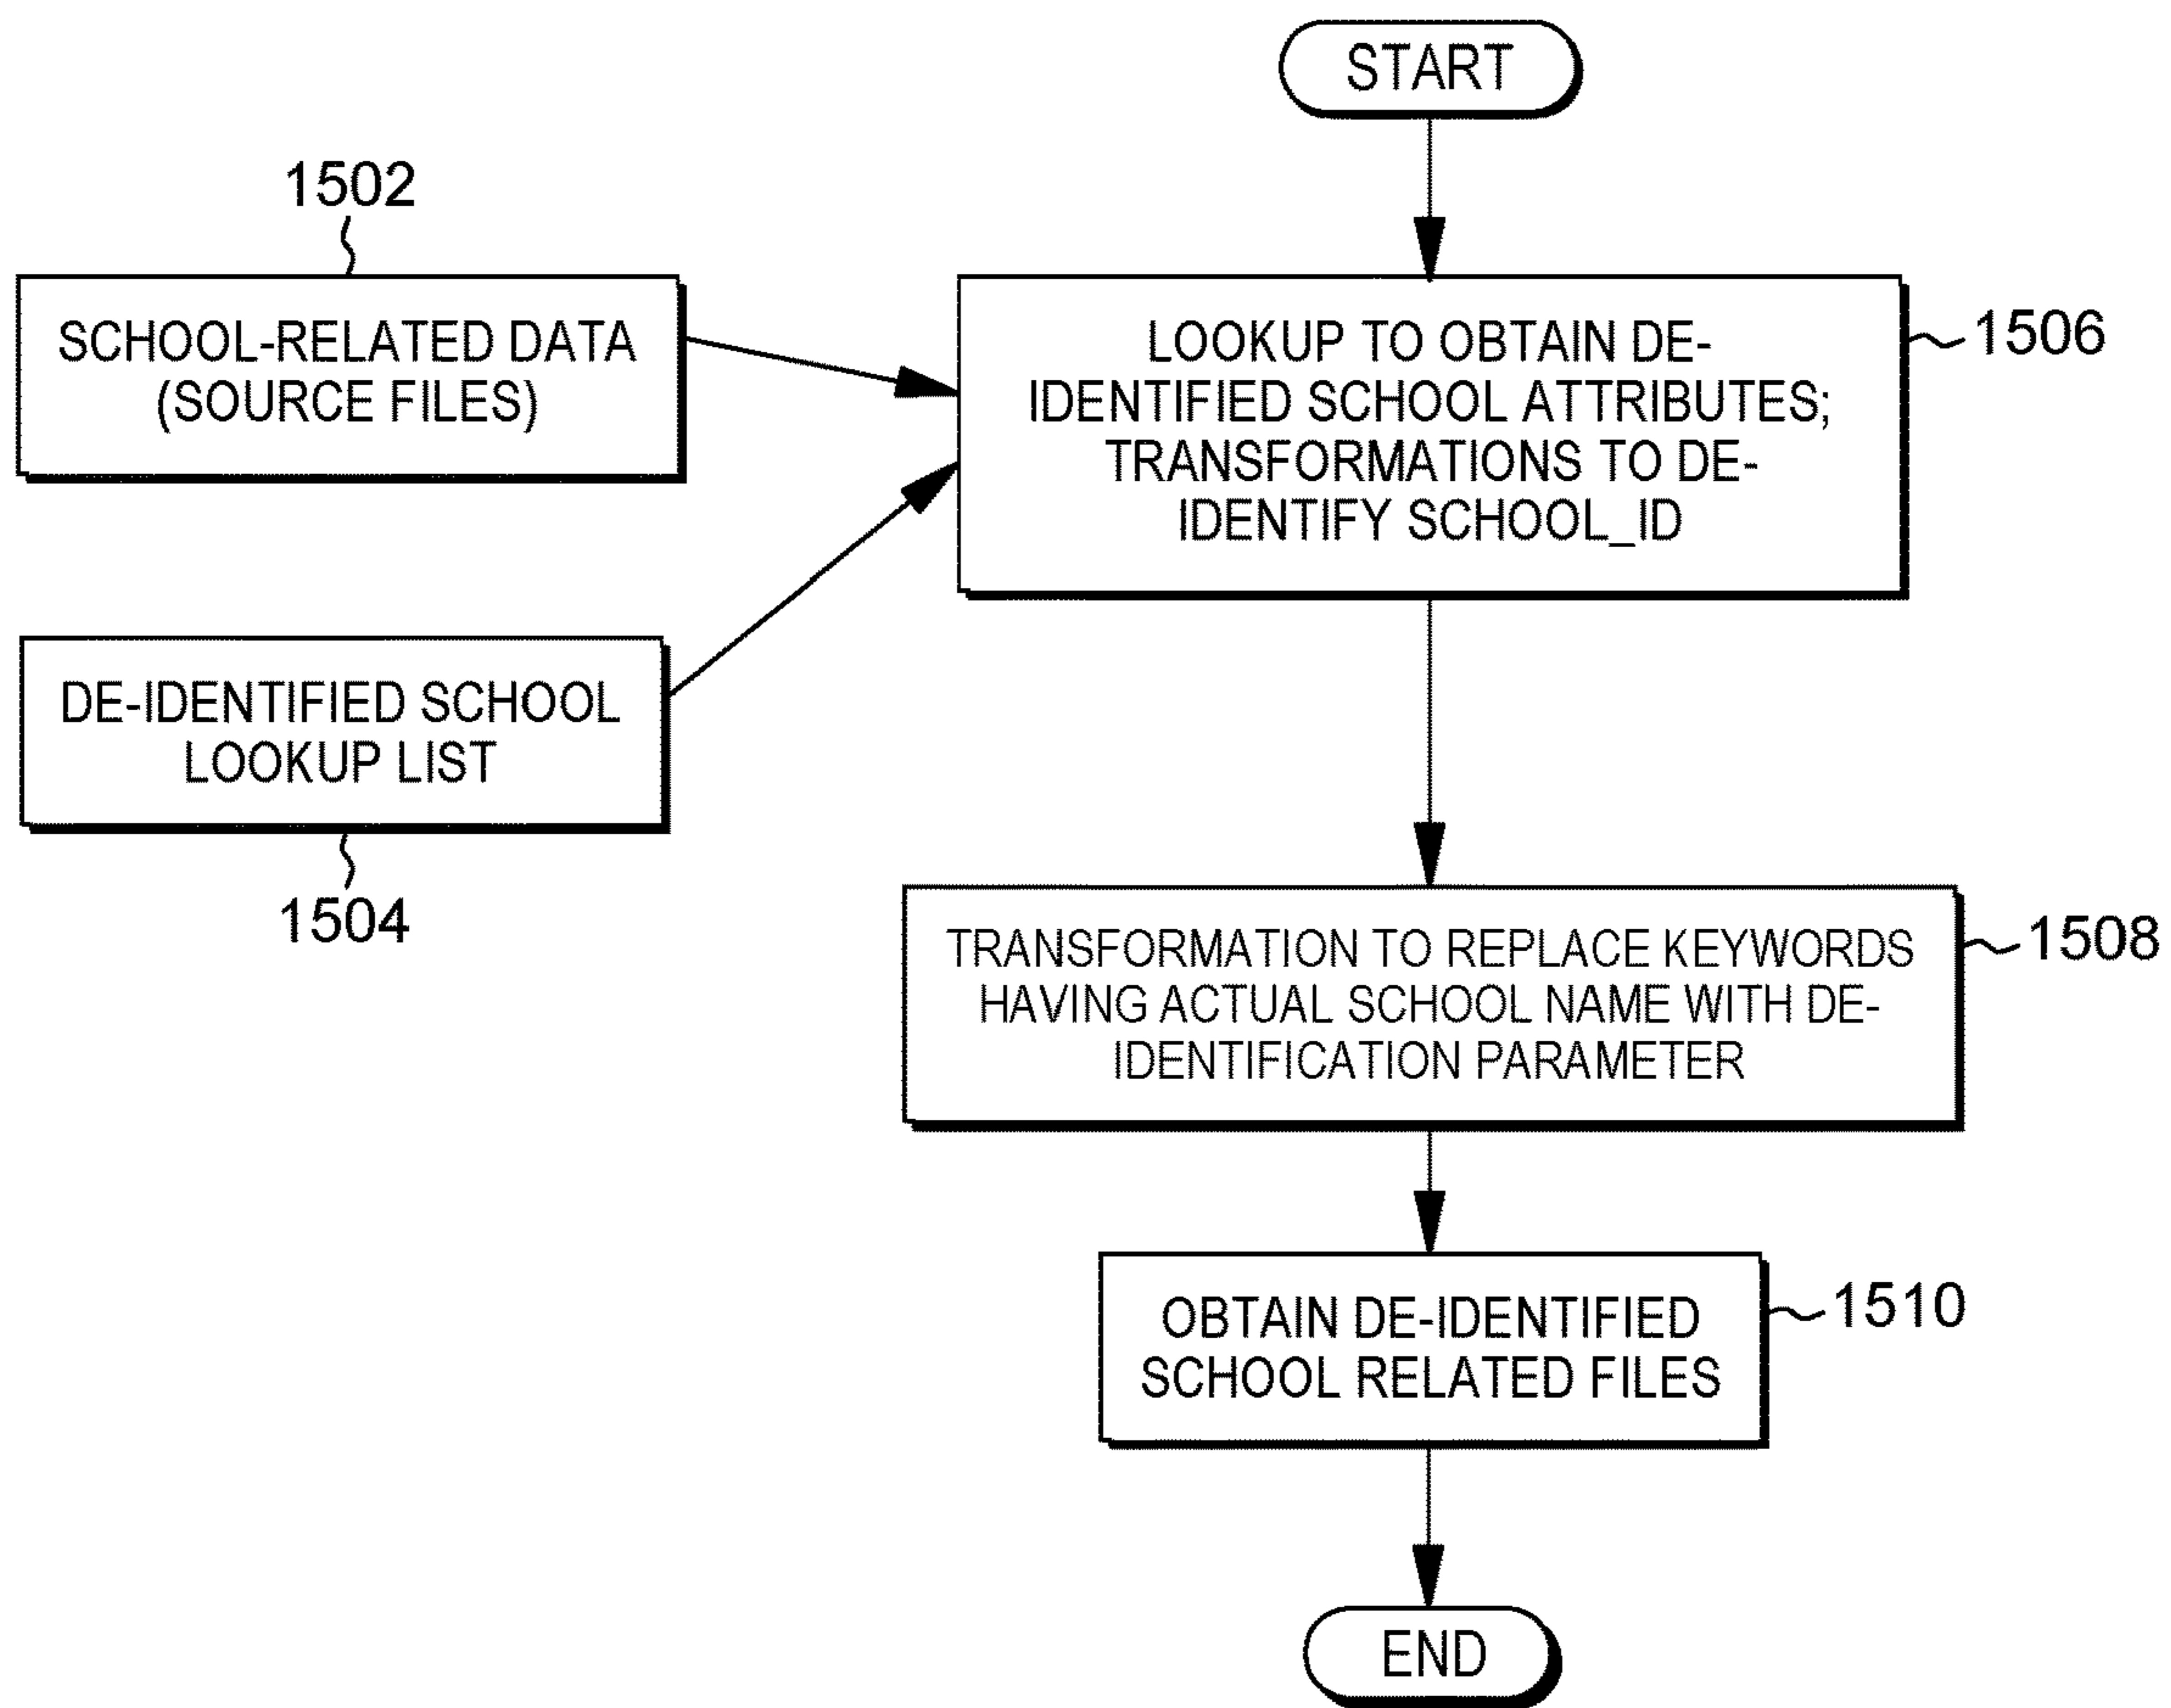 START
1502
SCHOOL-RELATED DATA
(SOURCE FILES)
LOOKUP TO OBTAIN DE-
IDENTIFIED SCHOOL ATTRIBUTES;
TRANSFORMATIONS TO DE-
IDENTIFY SCHOOL_ID
1506
DE-IDENTIFIED SCHOOL
LOOKUP LIST
1504
TRANSFORMATION TO REPLACE KEYWORDS
HAVING ACTUAL SCHOOL NAME WITH DE-
IDENTIFICATION PARAMETER
1508
OBTAIN DE-IDENTIFIED
SCHOOL RELATED FILES
1510
END